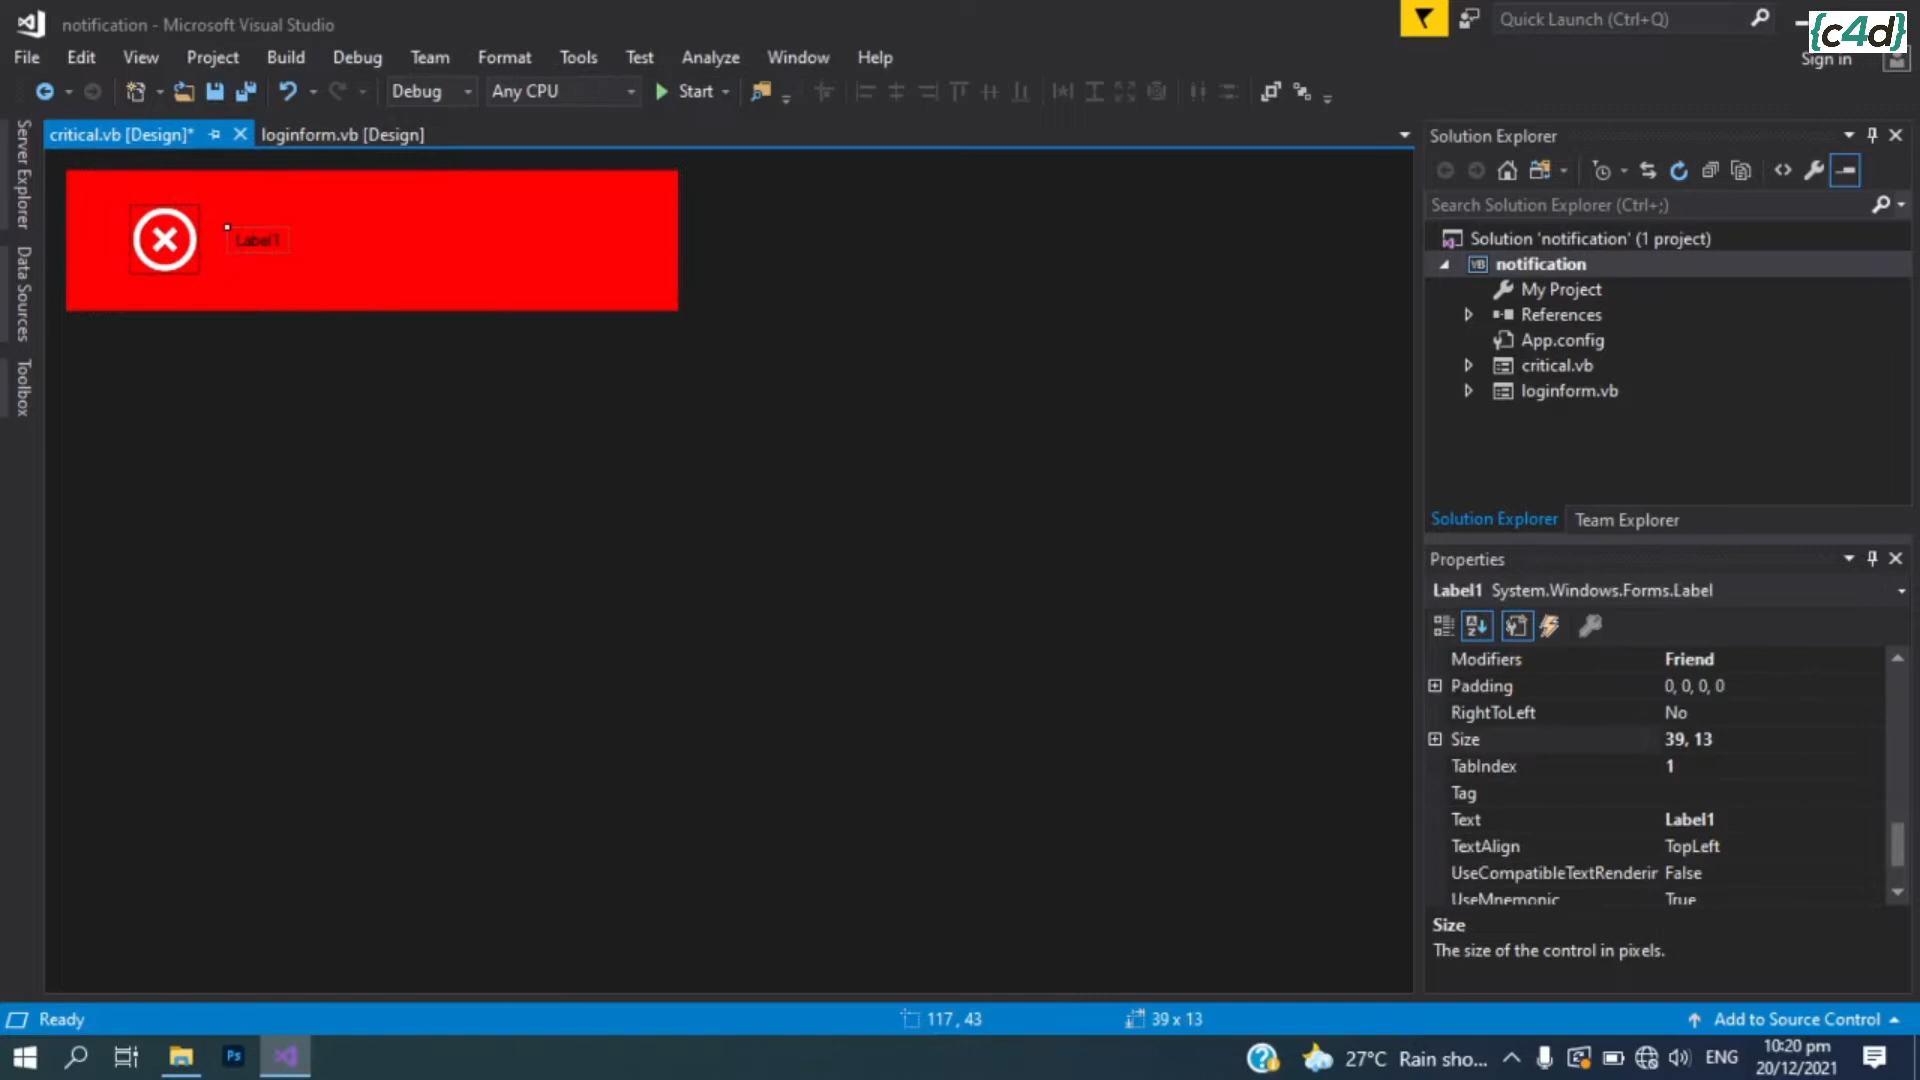 notification - Microsoft Visual Studio
Quick Launch (Ctrl+Q)
{c4d}
File Edit View Project Build Debug Team Format Tools Test Analyze Window Help
Sign in
Debug Any CPU Start
critical.vb [Design]* loginform.vb [Design]
Server Explorer
Data Sources
Toolbox
Label1
Solution Explorer
Search Solution Explorer (Ctrl+;)
Solution 'notification' (1 project)
VB notification
My Project
References
App.config
critical.vb
loginform.vb
Solution Explorer Team Explorer
Properties
Label1 System.Windows.Forms.Label
Modifiers Friend
Padding 0, 0, 0, 0
RightToLeft No
Size 39, 13
TabIndex 1
Tag
Text Label1
TextAlign TopLeft
UseCompatibleTextRenderir False
UseMnemonic True
Size
The size of the control in pixels.
Ready 117 , 43 39 x 13 Add to Source Control
Ps 27°C Rain sho... ENG 10:20 pm
20/12/2021